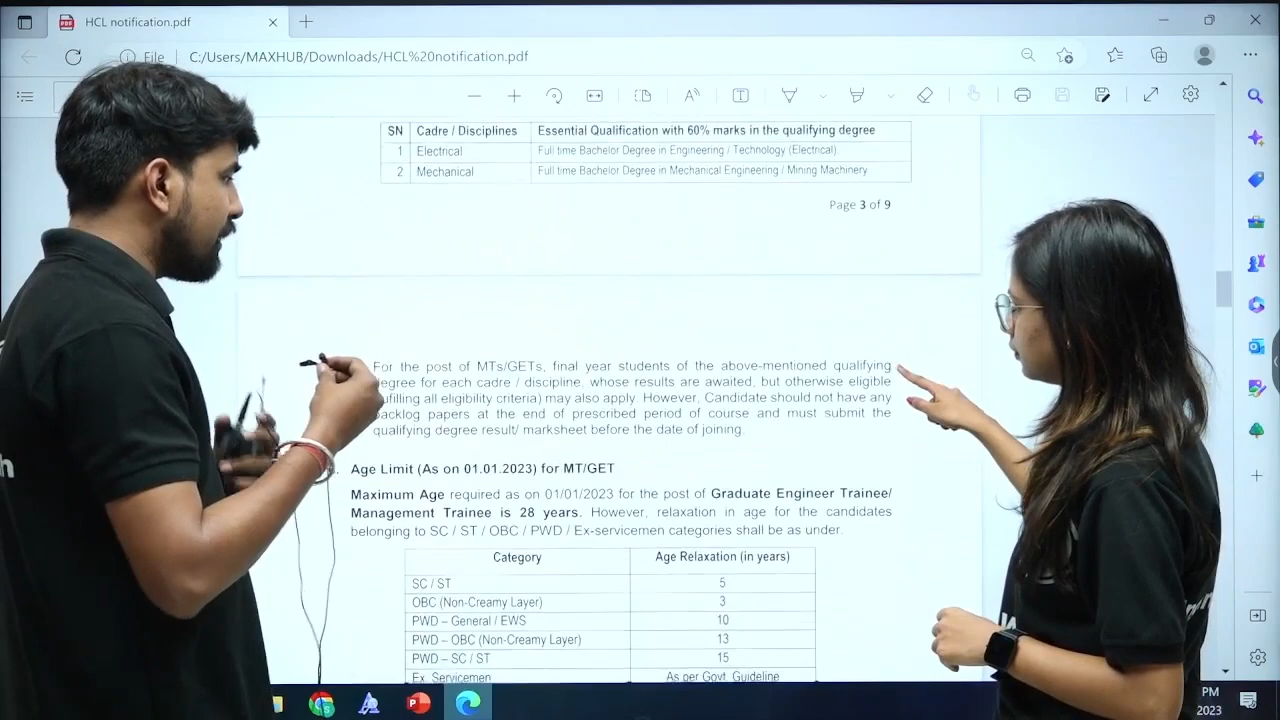 HCL notification.pdf
File
C:/Users/MAXHUB/Downloads/HCL%20notification.pdf
SN Cadre / Disciplines Essential Qualification with 60% marks in the qualifying degree
1 Electrical Full time Bachelor Degree in Engineering / Technology (Electrical)
2 Mechanical Full time Bachelor Degree in Mechanical Engineering / Mining Machinery
Page 3 of 9
For the post of MTs/GETs, final year students of the above-mentioned qualifying
degree for each cadre / discipline, whose results are awaited, but otherwise eligible
fulfilling all eligibility criteria) may also apply. However, Candidate should not have any
backlog papers at the end of prescribed period of course and must submit the
qualifying degree result/ marksheet before the date of joining.
Age Limit (As on 01.01.2023) for MT/GET
Maximum Age required as on 01/01/2023 for the post of Graduate Engineer Trainee/
Management Trainee is 28 years. However, relaxation in age for the candidates
belonging to SC / ST / OBC / PWD / Ex-servicemen categories shall be as under.
Category Age Relaxation (in years)
SC / ST 5
OBC (Non-Creamy Layer) 3
PWD – General / EWS 10
PWD – OBC (Non-Creamy Layer) 13
PWD – SC / ST 15
Ex. Servicemen As per Govt. Guideline
PM
2023